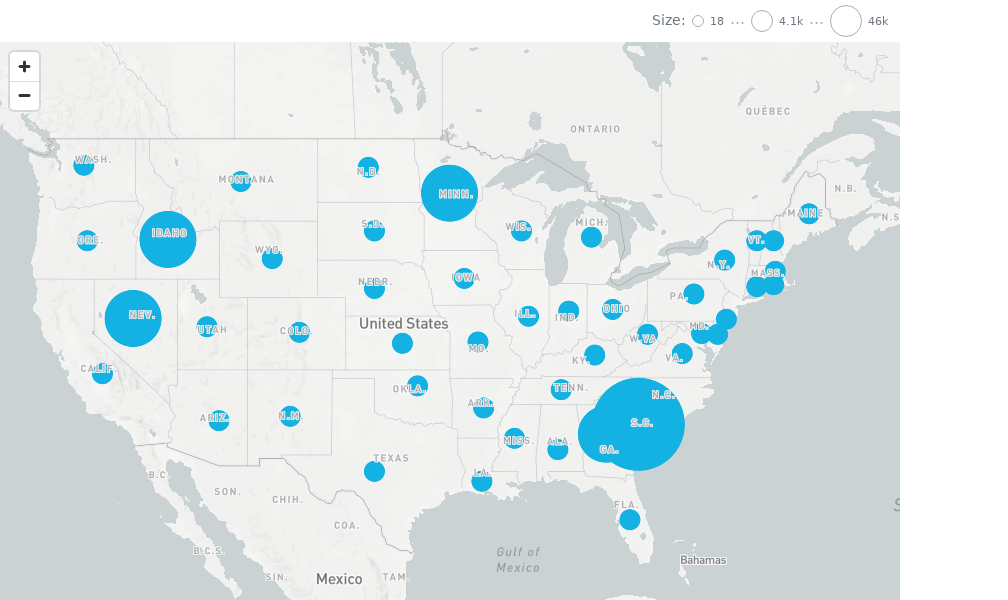 Size: 18 ... 4.1k ... 46k
+
−
QUÉBEC
ONTARIO
WASH.
MONTANA
N.D.
MINN.
N.B.
MAINE
N.S
ORE.
IDAHO
S.D.
WIS.
MICH.
VT.
WYO.
N.Y.
MASS.
NEBR.
IOWA
PA.
NEV.
UTAH
COLO.
United States
ILL.
IND.
OHIO
MD.
W.VA
MO.
KY.
VA.
CALIF.
OKLA.
TENN.
N.C.
ARIZ.
N.M.
ARK.
S.C.
MISS.
ALA.
GA.
TEXAS
LA.
B.C.
SON.
CHIH.
FLA.
COA.
B.C.S.
Gulf of
Mexico
Bahamas
SIN.
Mexico
TAM.
S